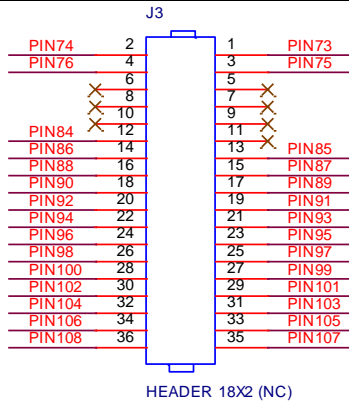 J3
PIN74 2 1 PIN73
PIN76 4 3 PIN75
6 5
8 7
10 9
PIN84 12 11
PIN86 14 13 PIN85
PIN88 16 15 PIN87
PIN90 18 17 PIN89
PIN92 20 19 PIN91
PIN94 22 21 PIN93
PIN96 24 23 PIN95
PIN98 26 25 PIN97
PIN100 28 27 PIN99
PIN102 30 29 PIN101
PIN104 32 31 PIN103
PIN106 34 33 PIN105
PIN108 36 35 PIN107
HEADER 18X2 (NC)